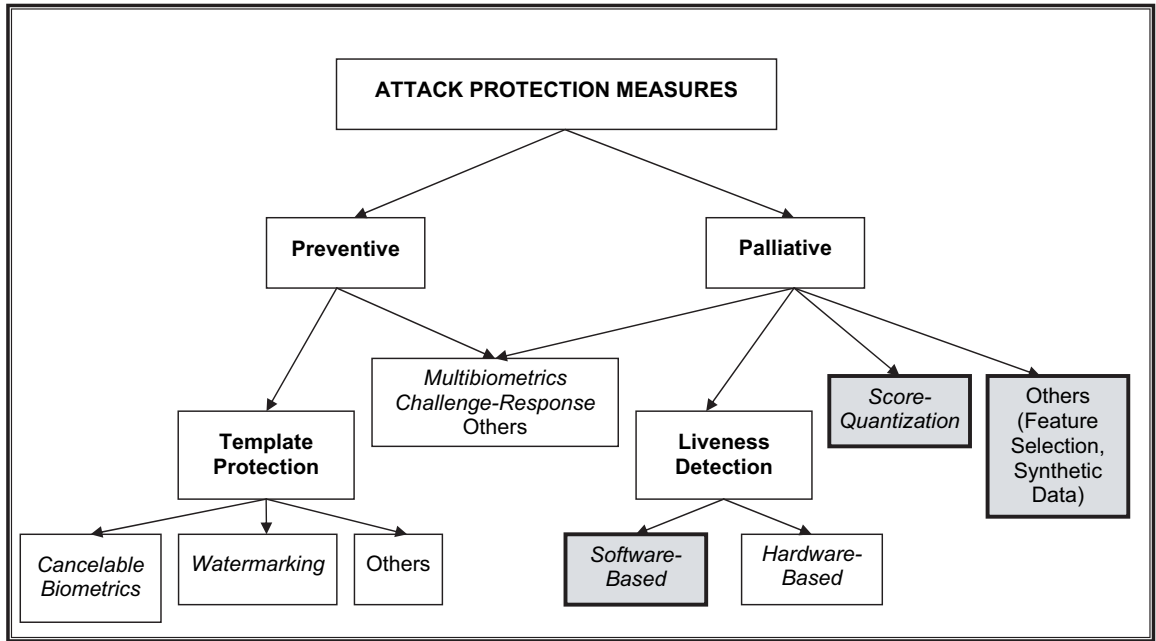 ATTACK PROTECTION MEASURES
Preventive
Palliative
Multibiometrics
Challenge-Response
Others
Score-
Quantization
Others
(Feature
Selection,
Synthetic
Data)
Template
Protection
Liveness
Detection
Cancelable
Biometrics
Watermarking
Others
Software-
Based
Hardware-
Based